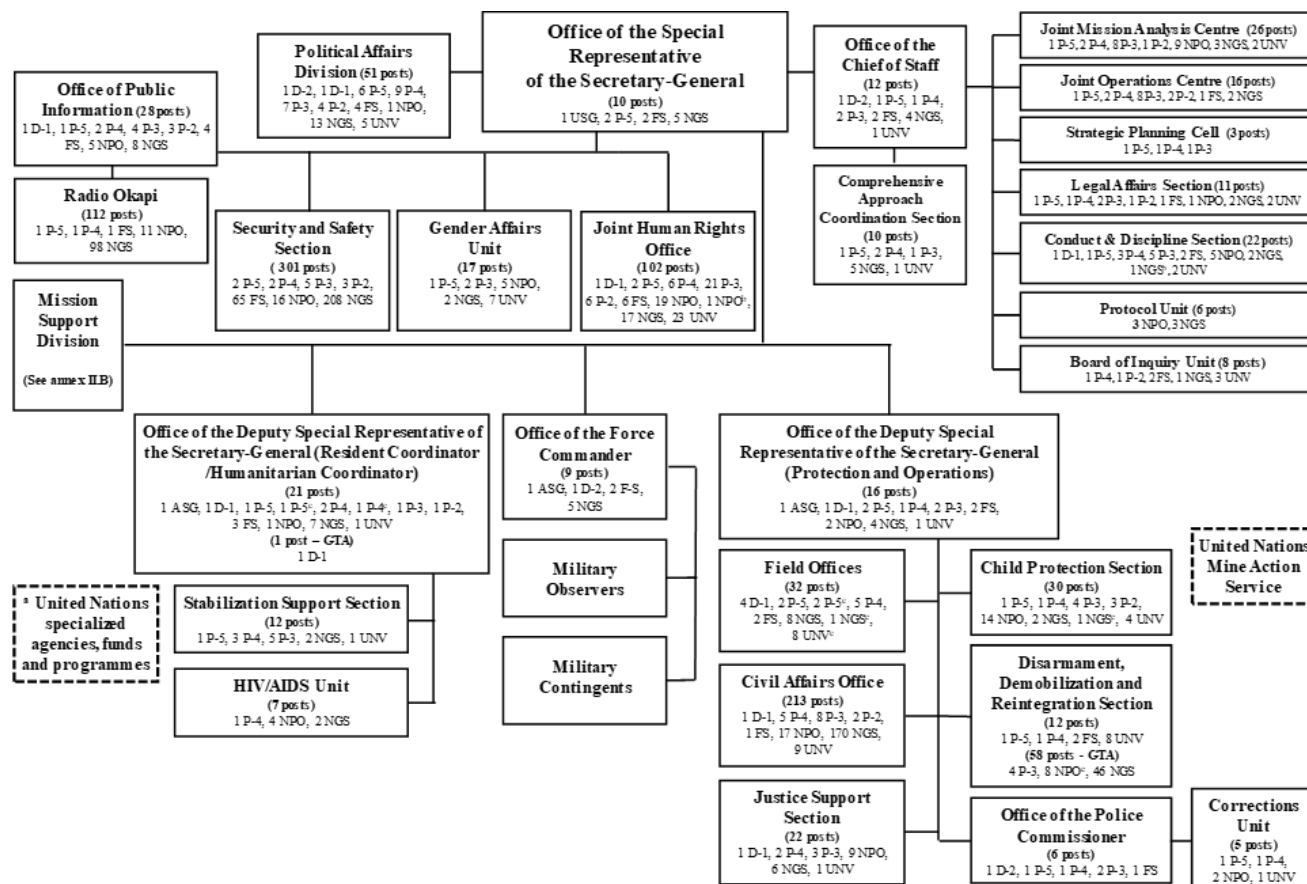 Office of the Special
Representative
of the Secretary-General
(10 posts)
1 USG, 2 P-5, 2 FS, 5 NGS
Political Affairs
Division (51 posts)
1 D-2, 1 D-1, 6 P-5, 9 P-4,
7 P-3, 4 P-2, 4 FS, 1 NPO,
13 NGS, 5 UNV
Office of Public
Information (28 posts)
1 D-1, 1 P-5, 2 P-4, 4 P-3, 3 P-2, 4
FS, 5 NPO, 8 NGS
Radio Okapi
(112 posts)
1 P-5, 1 P-4, 1 FS, 11 NPO,
98 NGS
Office of the
Chief of Staff
(12 posts)
1 D-2, 1 P-5, 1 P-4,
2 P-3, 2 FS, 4 NGS,
1 UNV
Comprehensive
Approach
Coordination Section
(10 posts)
1 P-5, 2 P-4, 1 P-3,
5 NGS, 1 UNV
Joint Mission Analysis Centre (26 posts)
1 P-5, 2 P-4, 8 P-3, 1 P-2, 9 NPO, 3 NGS, 2 UNV
Joint Operations Centre (16 posts)
1 P-5, 2 P-4, 8 P-3, 2 P-2, 1 FS, 2 NGS
Strategic Planning Cell (3 posts)
1 P-5, 1 P-4, 1 P-3
Legal Affairs Section (11 posts)
1 P-5, 1 P-4, 2 P-3, 1 P-2, 1 FS, 1 NPO, 2 NGS, 2 UNV
Conduct & Discipline Section (22 posts)
1 D-1, 1 P-5, 3 P-4, 5 P-3, 2 FS, 5 NPO, 2 NGS,
1 NGSᵇ, 2 UNV
Protocol Unit (6 posts)
3 NPO, 3 NGS
Board of Inquiry Unit (8 posts)
1 P-4, 1 P-2, 2 FS, 1 NGS, 3 UNV
Security and Safety
Section
(301 posts)
2 P-5, 2 P-4, 5 P-3, 3 P-2,
65 FS, 16 NPO, 208 NGS
Gender Affairs
Unit
(17 posts)
1 P-5, 2 P-3, 5 NPO,
2 NGS, 7 UNV
Joint Human Rights
Office
(102 posts)
1 D-1, 2 P-5, 6 P-4, 21 P-3,
6 P-2, 6 FS, 19 NPO, 1 NPOᵇ,
17 NGS, 23 UNV
Mission
Support
Division
(See annex II.B)
Office of the Deputy Special Representative of
the Secretary-General (Resident Coordinator
/Humanitarian Coordinator)
(21 posts)
1 ASG, 1 D-1, 1 P-5, 1 P-5ᶜ, 2 P-4, 1 P-4ᶜ, 1 P-3, 1 P-2,
3 FS, 1 NPO, 7 NGS, 1 UNV
(1 post – GTA)
1 D-1
Office of the Force
Commander
(9 posts)
1 ASG, 1 D-2, 2 F-S,
5 NGS
Office of the Deputy Special
Representative of the Secretary-General
(Protection and Operations)
(16 posts)
1 ASG, 1 D-1, 2 P-5, 1 P-4, 2 P-3, 2 FS,
2 NPO, 4 NGS, 1 UNV
ᵃ United Nations
specialized
agencies, funds
and programmes
Stabilization Support Section
(12 posts)
1 P-5, 3 P-4, 5 P-3, 2 NGS, 1 UNV
HIV/AIDS Unit
(7 posts)
1 P-4, 4 NPO, 2 NGS
Military
Observers
Military
Contingents
Field Offices
(32 posts)
4 D-1, 2 P-5, 2 P-5ᶜ, 5 P-4,
2 FS, 8 NGS, 1 NGSᶜ,
8 UNVᶜ
Child Protection Section
(30 posts)
1 P-5, 1 P-4, 4 P-3, 3 P-2,
14 NPO, 2 NGS, 1 NGSᶜ, 4 UNV
United Nations
Mine Action
Service
Civil Affairs Office
(213 posts)
1 D-1, 5 P-4, 8 P-3, 2 P-2,
1 FS, 17 NPO, 170 NGS,
9 UNV
Disarmament,
Demobilization and
Reintegration Section
(12 posts)
1 P-5, 1 P-4, 2 FS, 8 UNV
(58 posts - GTA)
4 P-3, 8 NPOᶜ, 46 NGS
Justice Support
Section
(22 posts)
1 D-1, 2 P-4, 3 P-3, 9 NPO,
6 NGS, 1 UNV
Office of the Police
Commissioner
(6 posts)
1 D-2, 1 P-5, 1 P-4, 2 P-3, 1 FS
Corrections
Unit
(5 posts)
1 P-5, 1 P-4,
2 NPO, 1 UNV